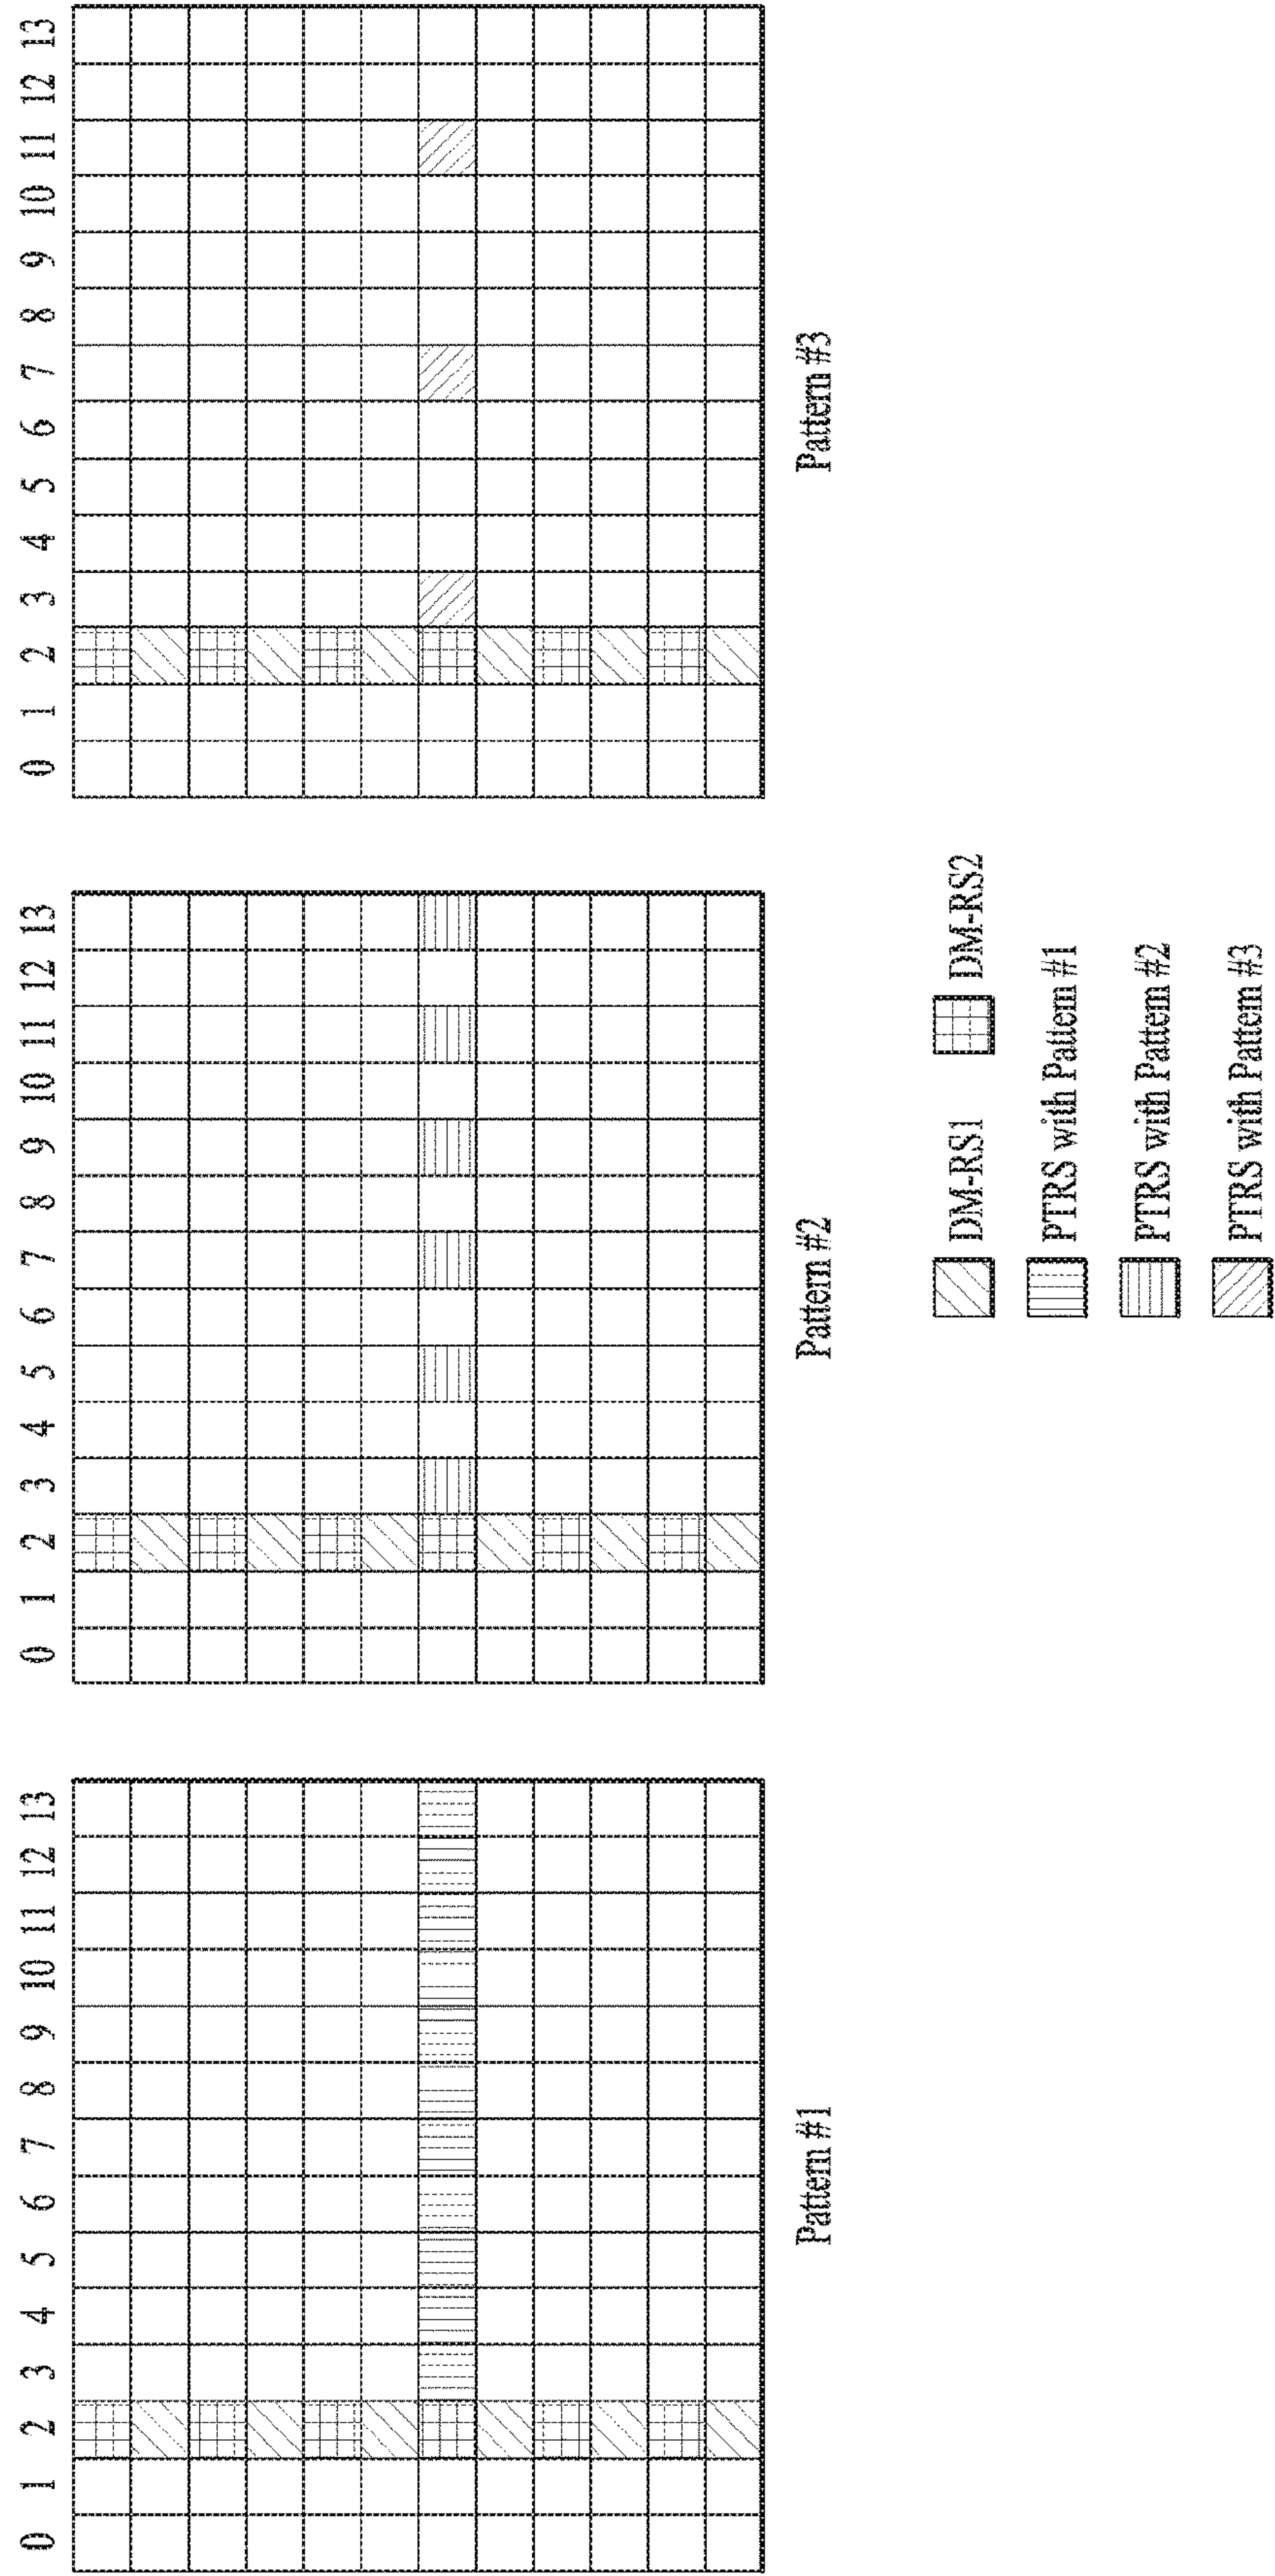 0 1 2 3 4 5 6 7 8 9 10 11 12 13
Pattern #1
0 1 2 3 4 5 6 7 8 9 10 11 12 13
Pattern #2
0 1 2 3 4 5 6 7 8 9 10 11 12 13
Pattern #3
DM-RS1 DM-RS2
PTRS with Pattern #1
PTRS with Pattern #2
PTRS with Pattern #3